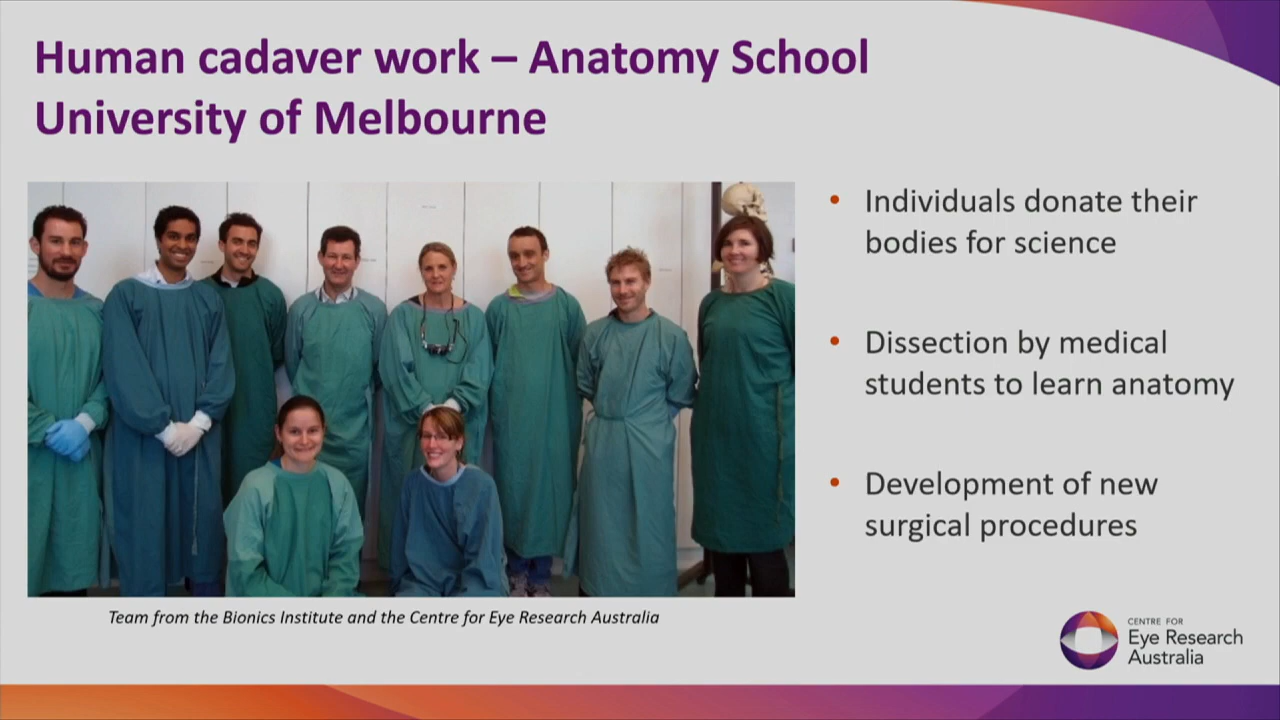 Human cadaver work – Anatomy School
University of Melbourne
• Individuals donate their
bodies for science
• Dissection by medical
students to learn anatomy
• Development of new
surgical procedures
Team from the Bionics Institute and the Centre for Eye Research Australia
CENTRE FOR
Eye Research
Australia